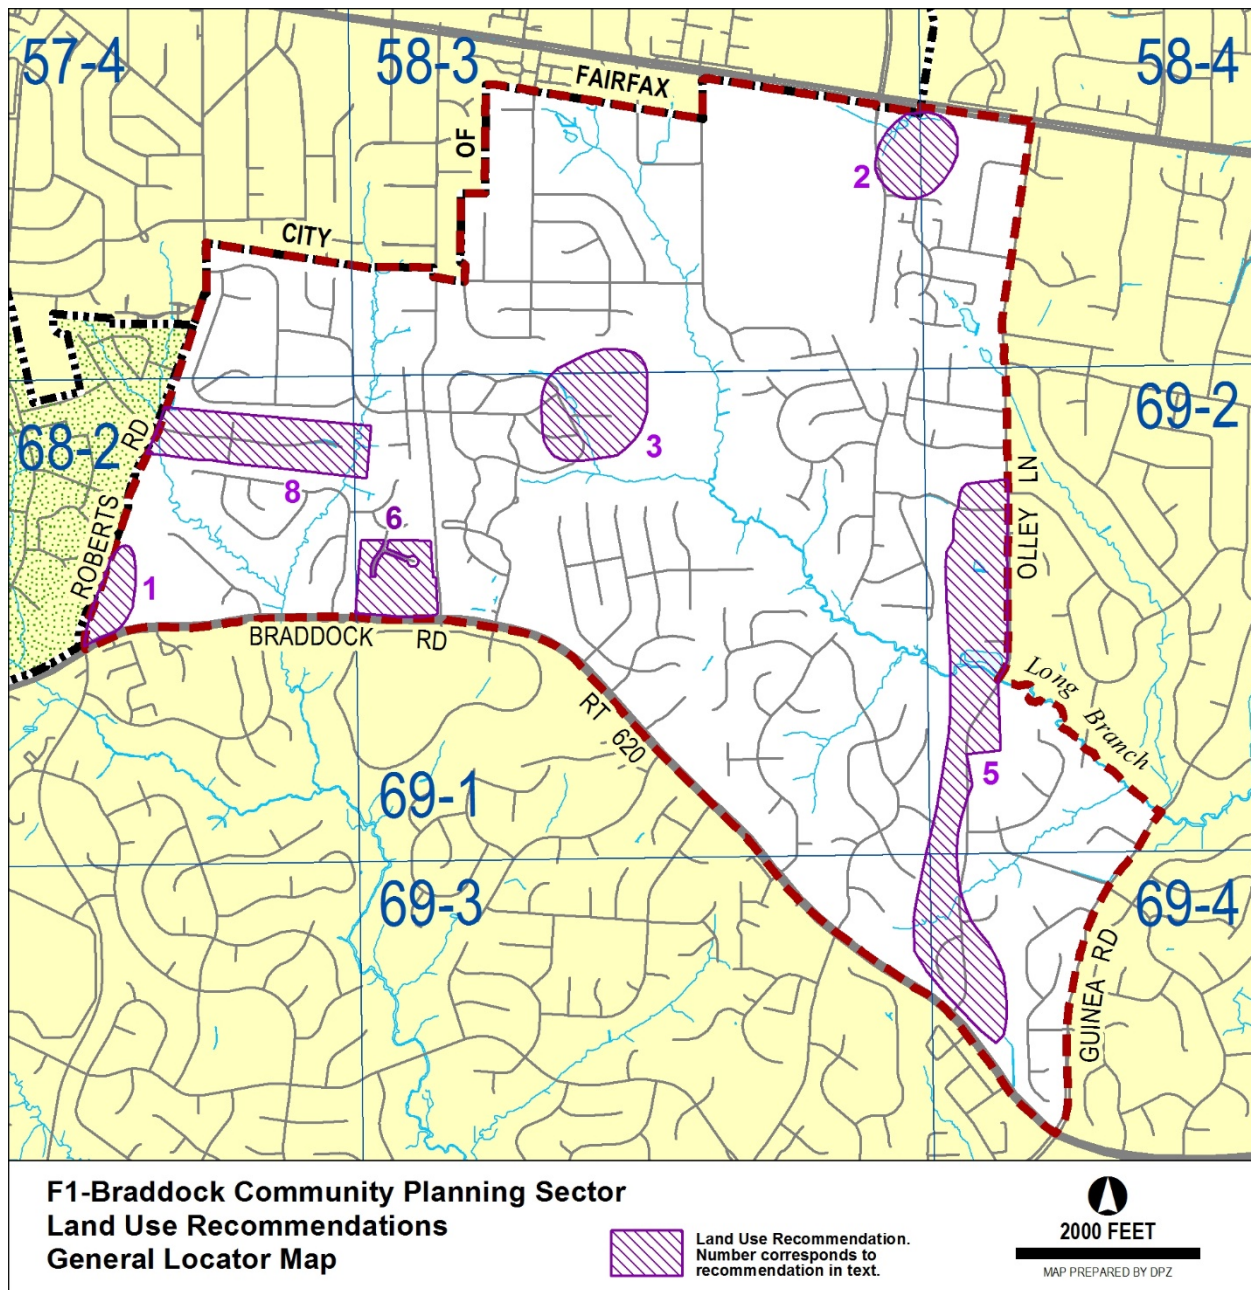 57-4
58-3
58-4
FAIRFAX
OF
2
CITY
69-2
68-2
RD
ROBERTS
3
8
6
OLLEY LN
1
BRADDOCK RD
Long Branch
RT 620
5
69-1
69-3
69-4
GUINEA RD
F1-Braddock Community Planning Sector
Land Use Recommendations
General Locator Map
Land Use Recommendation.
Number corresponds to
recommendation in text.
2000 FEET
MAP PREPARED BY DPZ